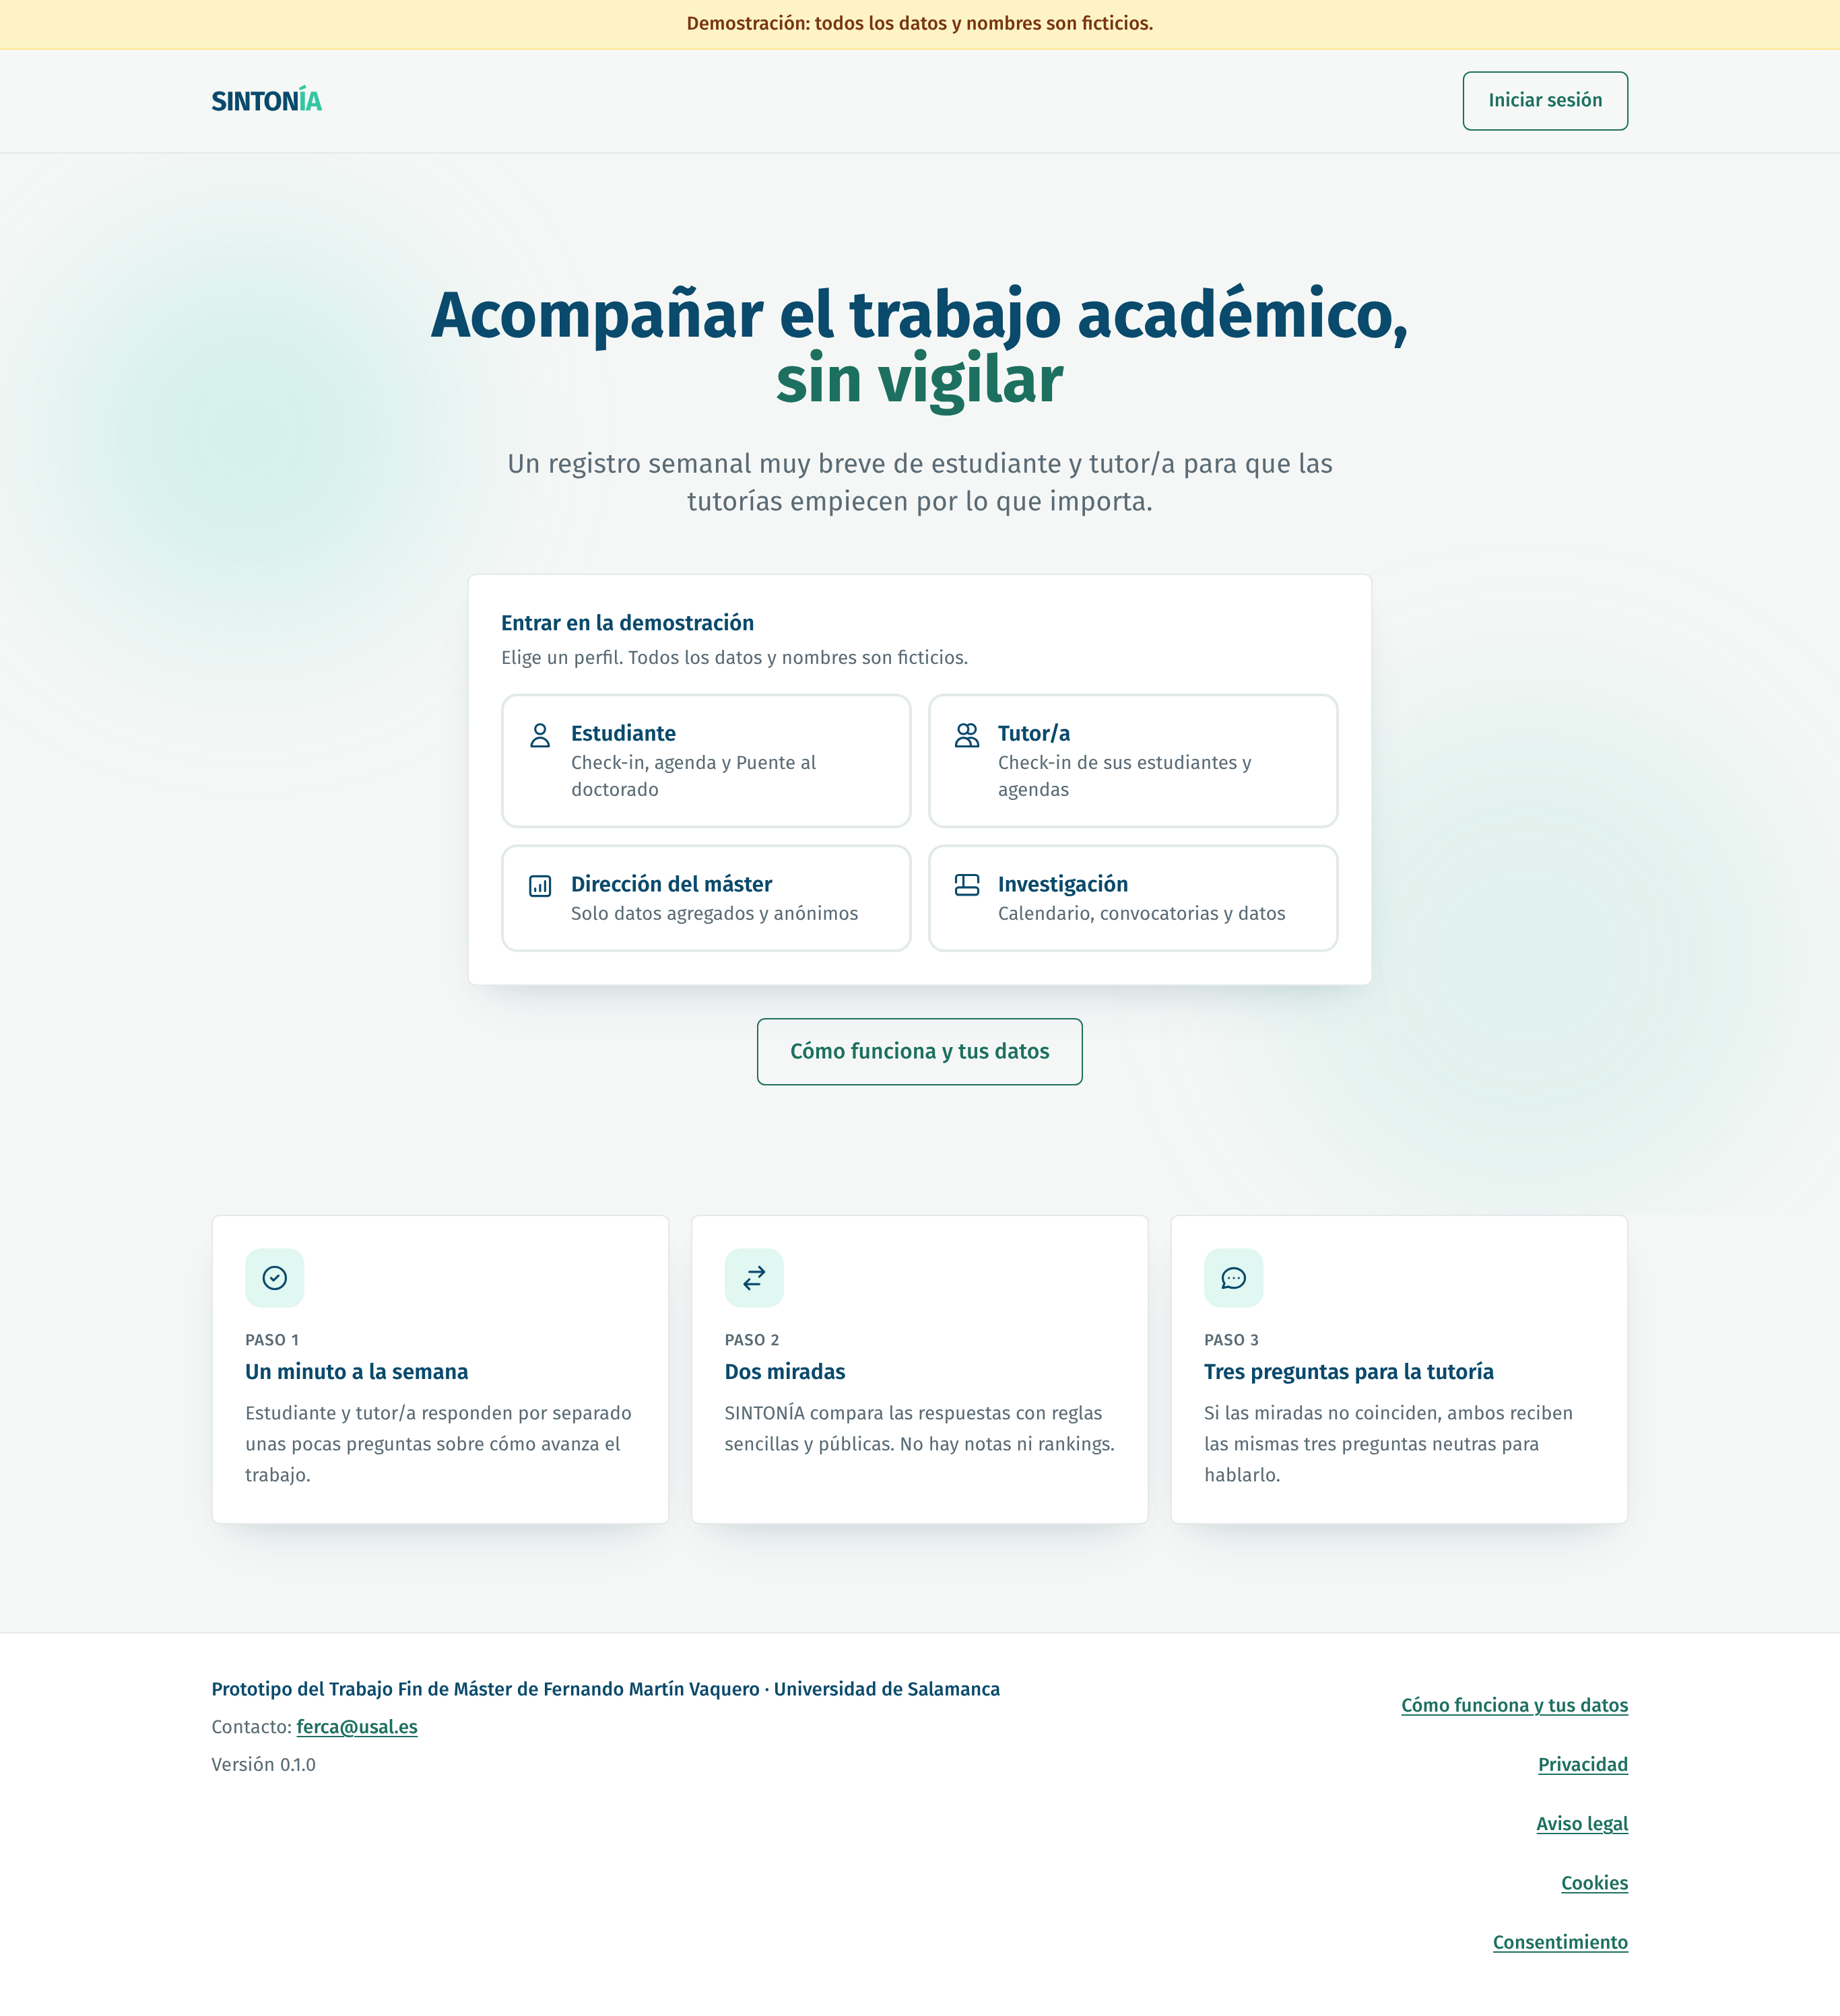 Demostración: todos los datos y nombres son ficticios.
SINTONÍA
Iniciar sesión
Acompañar el trabajo académico,
sin vigilar
Un registro semanal muy breve de estudiante y tutor/a para que las
tutorías empiecen por lo que importa.
Entrar en la demostración
Elige un perfil. Todos los datos y nombres son ficticios.
Estudiante
Check-in, agenda y Puente al
doctorado
Tutor/a
Check-in de sus estudiantes y
agendas
Dirección del máster
Solo datos agregados y anónimos
Investigación
Calendario, convocatorias y datos
Cómo funciona y tus datos
PASO 1
Un minuto a la semana
Estudiante y tutor/a responden por separado
unas pocas preguntas sobre cómo avanza el
trabajo.
PASO 2
Dos miradas
SINTONÍA compara las respuestas con reglas
sencillas y públicas. No hay notas ni rankings.
PASO 3
Tres preguntas para la tutoría
Si las miradas no coinciden, ambos reciben
las mismas tres preguntas neutras para
hablarlo.
Prototipo del Trabajo Fin de Máster de Fernando Martín Vaquero · Universidad de Salamanca
Contacto: ferca@usal.es
Versión 0.1.0
Cómo funciona y tus datos
Privacidad
Aviso legal
Cookies
Consentimiento